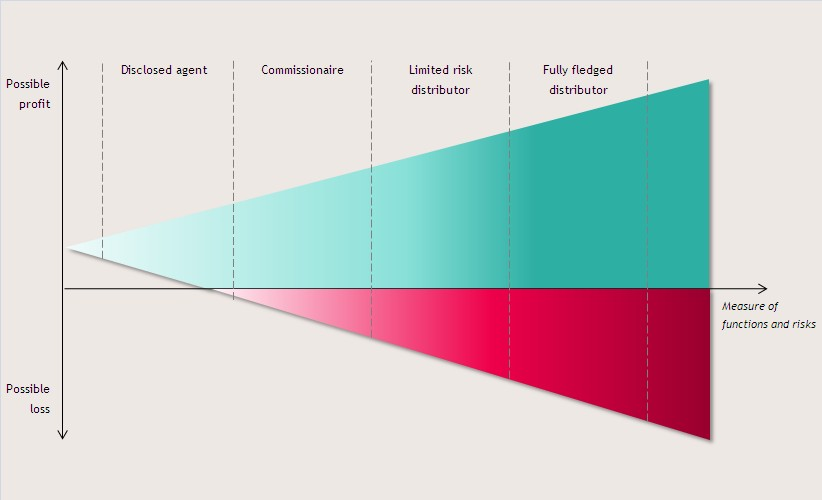 Possible
profit
Disclosed agent
Commissionaire
Limited risk
distributor
Fully fledged
distributor
Measure of
functions and risks
Possible
loss